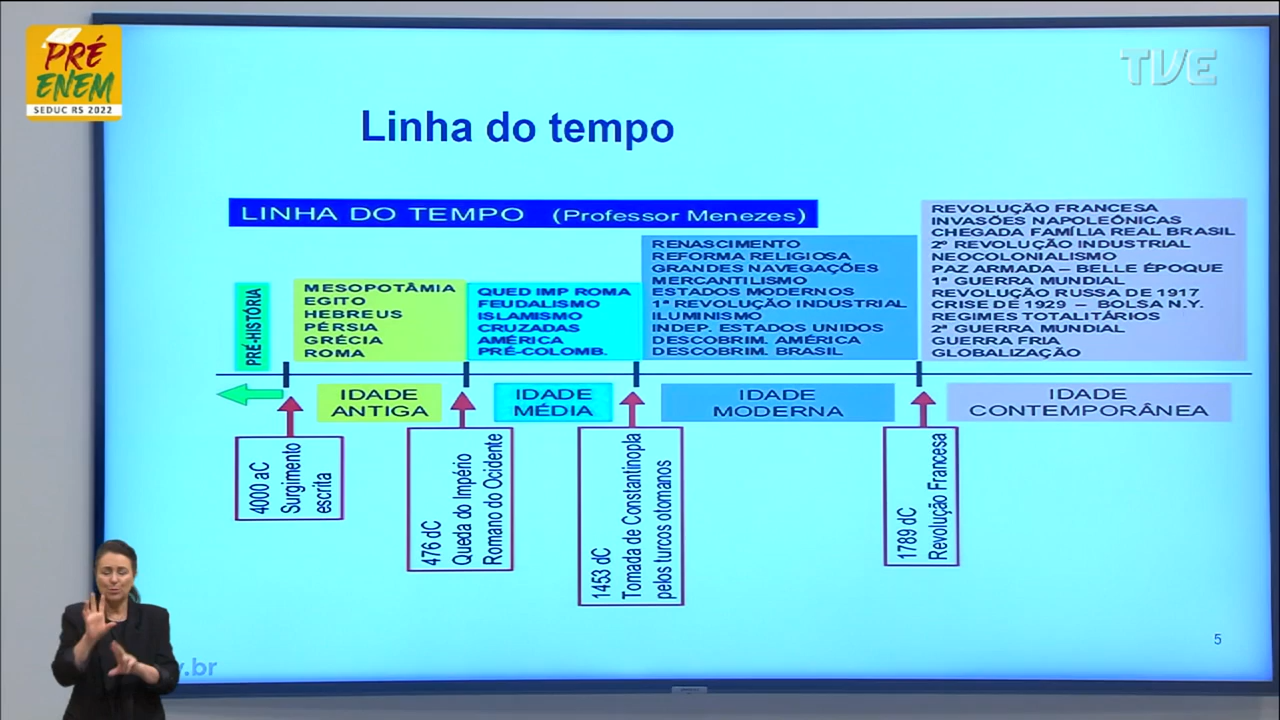 PRÉ
ENEM
SEDUC RS 2022
TVE
Linha do tempo
LINHA DO TEMPO (Professor Menezes)
PRÉ-HISTÓRIA
MESOPOTÂMIA
EGITO
HEBREUS
PÉRSIA
GRÉCIA
ROMA
QUED IMP ROMA
FEUDALISMO
ISLAMISMO
CRUZADAS
AMÉRICA
PRÉ-COLOMB.
RENASCIMENTO
REFORMA RELIGIOSA
GRANDES NAVEGAÇÕES
MERCANTILISMO
ESTADOS MODERNOS
1ª REVOLUÇÃO INDUSTRIAL
ILUMINISMO
INDEP. ESTADOS UNIDOS
DESCOBRIM. AMÉRICA
DESCOBRIM. BRASIL
REVOLUÇÃO FRANCESA
INVASÕES NAPOLEÔNICAS
CHEGADA FAMÍLIA REAL BRASIL
2º REVOLUÇÃO INDUSTRIAL
NEOCOLONIALISMO
PAZ ARMADA – BELLE ÉPOQUE
1ª GUERRA MUNDIAL
REVOLUÇÃO RUSSA DE 1917
CRISE DE 1929 – BOLSA N.Y.
REGIMES TOTALITÁRIOS
2ª GUERRA MUNDIAL
GUERRA FRIA
GLOBALIZAÇÃO
IDADE
ANTIGA
IDADE
MÉDIA
IDADE
MODERNA
IDADE
CONTEMPORÂNEA
4000 aC
Surgimento
escrita
476 dC
Queda do Império
Romano do Ocidente
1453 dC
Tomada de Constantinopla
pelos turcos otomanos
1789 dC
Revolução Francesa
5
.br